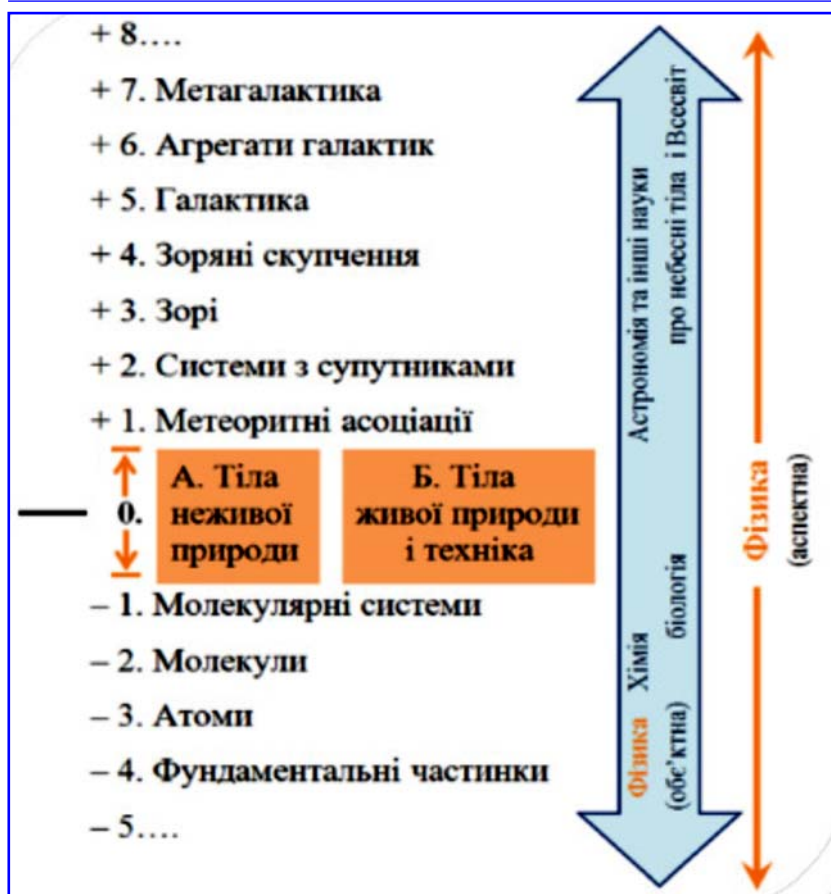 + 8….
+ 7. Метагалактика
+ 6. Агрегати галактик
+ 5. Галактика
+ 4. Зоряні скупчення
+ 3. Зорі
+ 2. Системи з супутниками
+ 1. Метеоритні асоціації
0.
А. Тіла
неживої
природи
Б. Тіла
живої природи
і техніка
– 1. Молекулярні системи
– 2. Молекули
– 3. Атоми
– 4. Фундаментальні частинки
– 5….
Астрономія та інші науки
про небесні тіла і Всесвіт
біологія
Хімія
Фізика
(обє’ктна)
Фізика
(аспектна)